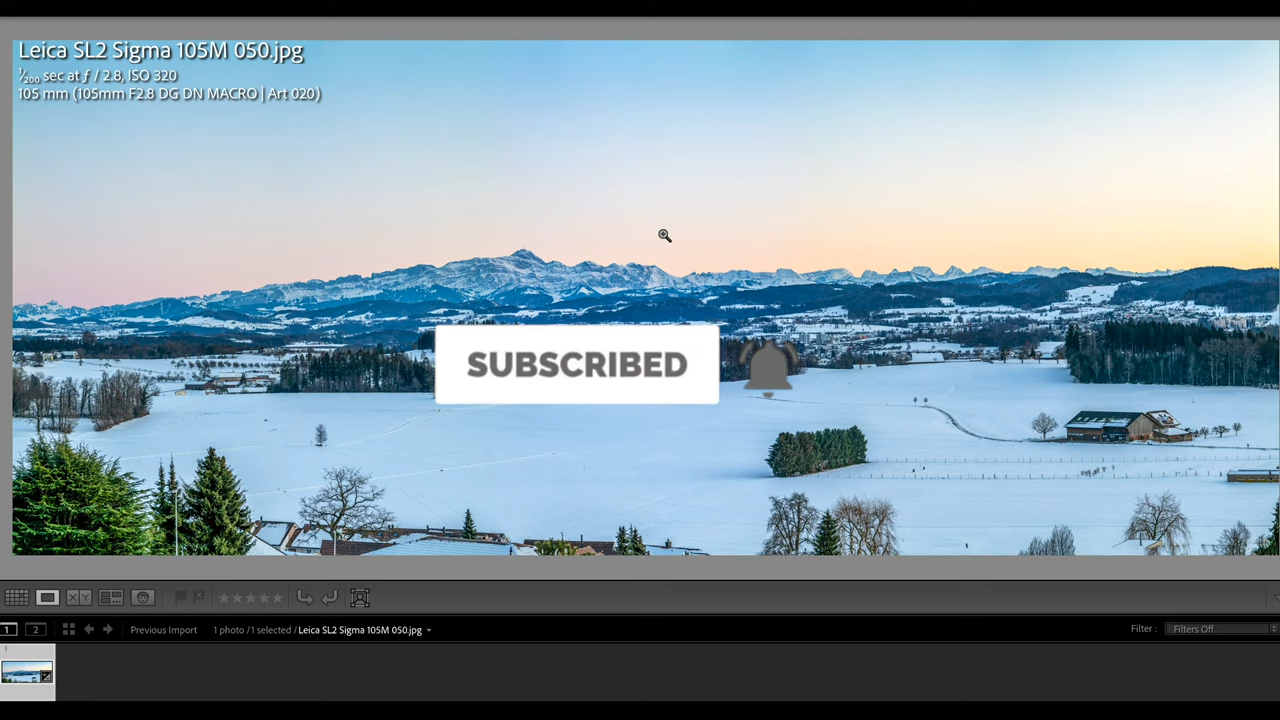 Leica SL2 Sigma 105M 050.jpg
1/200 sec at ƒ / 2.8, ISO 320
105 mm (105mm F2.8 DG DN MACRO | Art 020)
SUBSCRIBED
X Y
1 2 Previous Import 1 photo / 1 selected / Leica SL2 Sigma 105M 050.jpg Filter : Filters Off
1